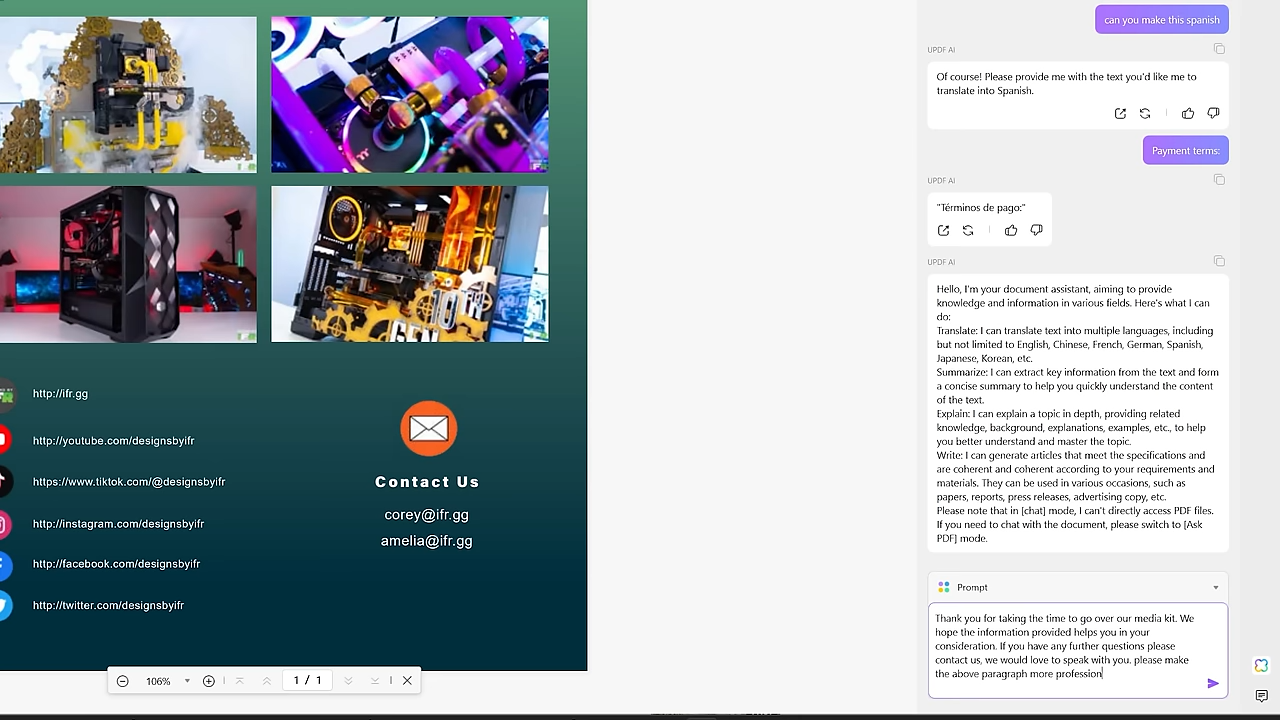 http://ifr.gg
http://youtube.com/designsbyifr
https://www.tiktok.com/@designsbyifr
http://instagram.com/designsbyifr
http://facebook.com/designsbyifr
http://twitter.com/designsbyifr
Contact Us
corey@ifr.gg
amelia@ifr.gg
106%
1 / 1
can you make this spanish
UPDF AI
Of course! Please provide me with the text you'd like me to
translate into Spanish.
Payment terms:
UPDF AI
"Términos de pago:"
UPDF AI
Hello, I'm your document assistant, aiming to provide
knowledge and information in various fields. Here's what I can
do:
Translate: I can translate text into multiple languages, including
but not limited to English, Chinese, French, German, Spanish,
Japanese, Korean, etc.
Summarize: I can extract key information from the text and form
a concise summary to help you quickly understand the content
of the text.
Explain: I can explain a topic in depth, providing related
knowledge, background, explanations, examples, etc., to help
you better understand and master the topic.
Write: I can generate articles that meet the specifications and
are coherent and coherent according to your requirements and
materials. They can be used in various occasions, such as
papers, reports, press releases, advertising copy, etc.
Please note that in [chat] mode, I can't directly access PDF files.
If you need to chat with the document, please switch to [Ask
PDF] mode.
Prompt
Thank you for taking the time to go over our media kit. We
hope the information provided helps you in your
consideration. If you have any further questions please
contact us, we would love to speak with you. please make
the above paragraph more profession